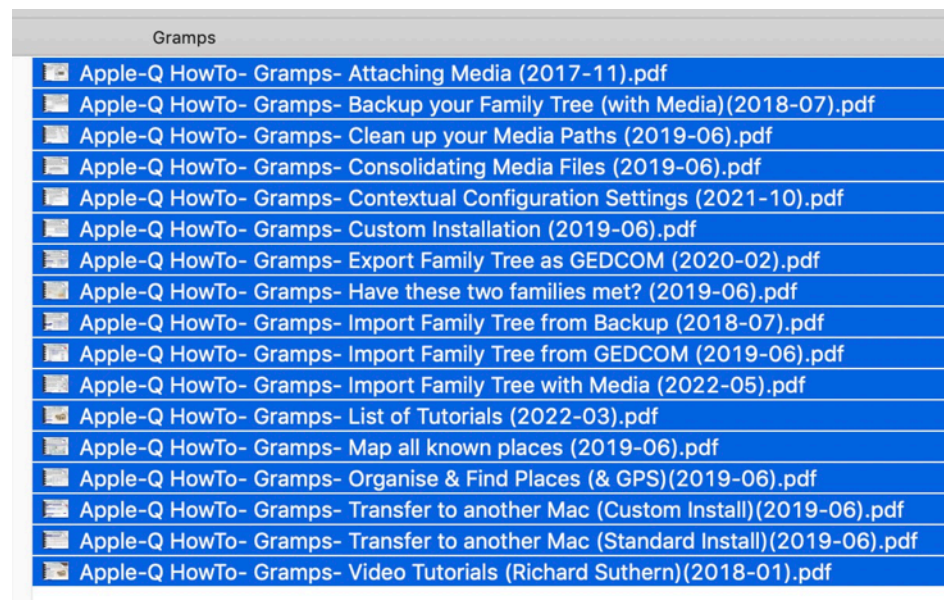 Gramps
Apple-Q HowTo- Gramps- Attaching Media (2017-11).pdf
Apple-Q HowTo- Gramps- Backup your Family Tree (with Media)(2018-07).pdf
Apple-Q HowTo- Gramps- Clean up your Media Paths (2019-06).pdf
Apple-Q HowTo- Gramps- Consolidating Media Files (2019-06).pdf
Apple-Q HowTo- Gramps- Contextual Configuration Settings (2021-10).pdf
Apple-Q HowTo- Gramps- Custom Installation (2019-06).pdf
Apple-Q HowTo- Gramps- Export Family Tree as GEDCOM (2020-02).pdf
Apple-Q HowTo- Gramps- Have these two families met? (2019-06).pdf
Apple-Q HowTo- Gramps- Import Family Tree from Backup (2018-07).pdf
Apple-Q HowTo- Gramps- Import Family Tree from GEDCOM (2019-06).pdf
Apple-Q HowTo- Gramps- Import Family Tree with Media (2022-05).pdf
Apple-Q HowTo- Gramps- List of Tutorials (2022-03).pdf
Apple-Q HowTo- Gramps- Map all known places (2019-06).pdf
Apple-Q HowTo- Gramps- Organise & Find Places (& GPS)(2019-06).pdf
Apple-Q HowTo- Gramps- Transfer to another Mac (Custom Install)(2019-06).pdf
Apple-Q HowTo- Gramps- Transfer to another Mac (Standard Install)(2019-06).pdf
Apple-Q HowTo- Gramps- Video Tutorials (Richard Suthern)(2018-01).pdf